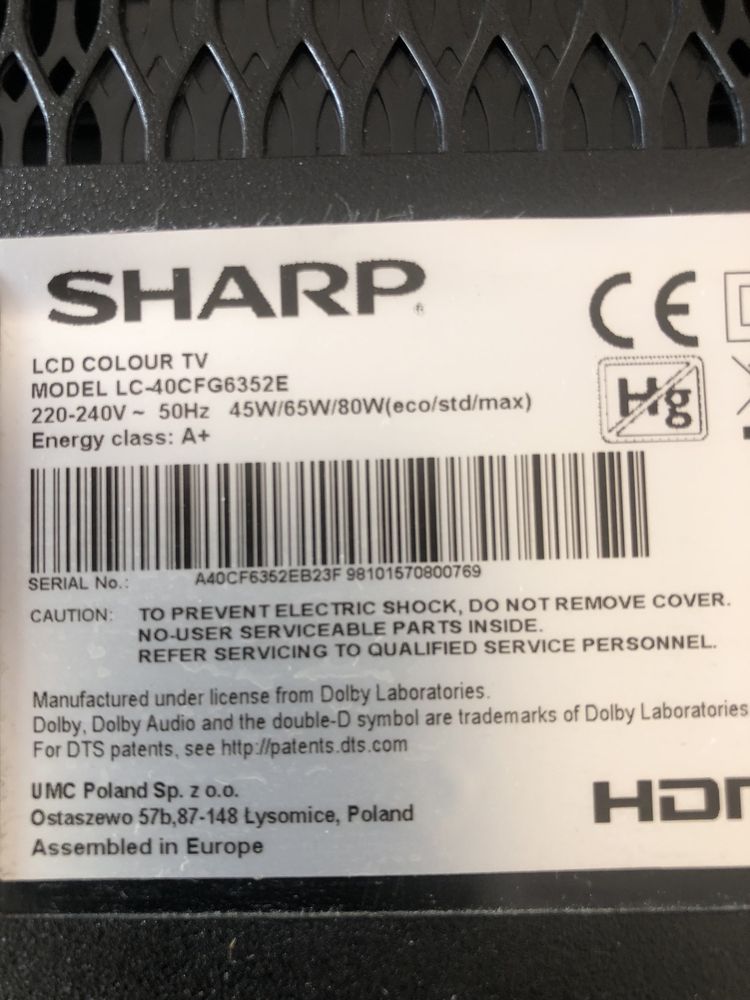 SHARP®
CE
LCD COLOUR TV
MODEL LC-40CFG6352E
Hg
220-240V ~ 50Hz 45W/65W/80W(eco/std/max)
Energy class: A+
SERIAL No.: A40CF6352EB23F 98101570800769
CAUTION: TO PREVENT ELECTRIC SHOCK, DO NOT REMOVE COVER.
NO-USER SERVICEABLE PARTS INSIDE.
REFER SERVICING TO QUALIFIED SERVICE PERSONNEL.
Manufactured under license from Dolby Laboratories.
Dolby, Dolby Audio and the double-D symbol are trademarks of Dolby Laboratories
For DTS patents, see http://patents.dts.com
UMC Poland Sp. z o.o.
Ostaszewo 57b,87-148 Łysomice, Poland
Assembled in Europe